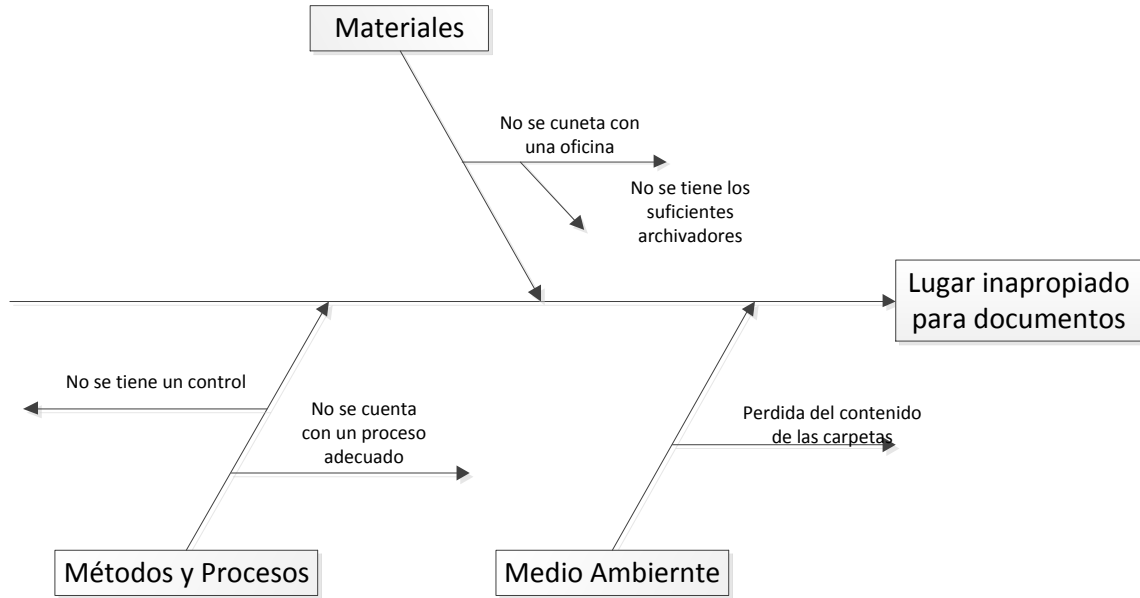 Materiales
No se cuneta con
una oficina
No se tiene los
suficientes
archivadores
Lugar inapropiado
para documentos
No se tiene un control
No se cuenta
con un proceso
adecuado
Perdida del contenido
de las carpetas
Métodos y Procesos
Medio Ambiernte